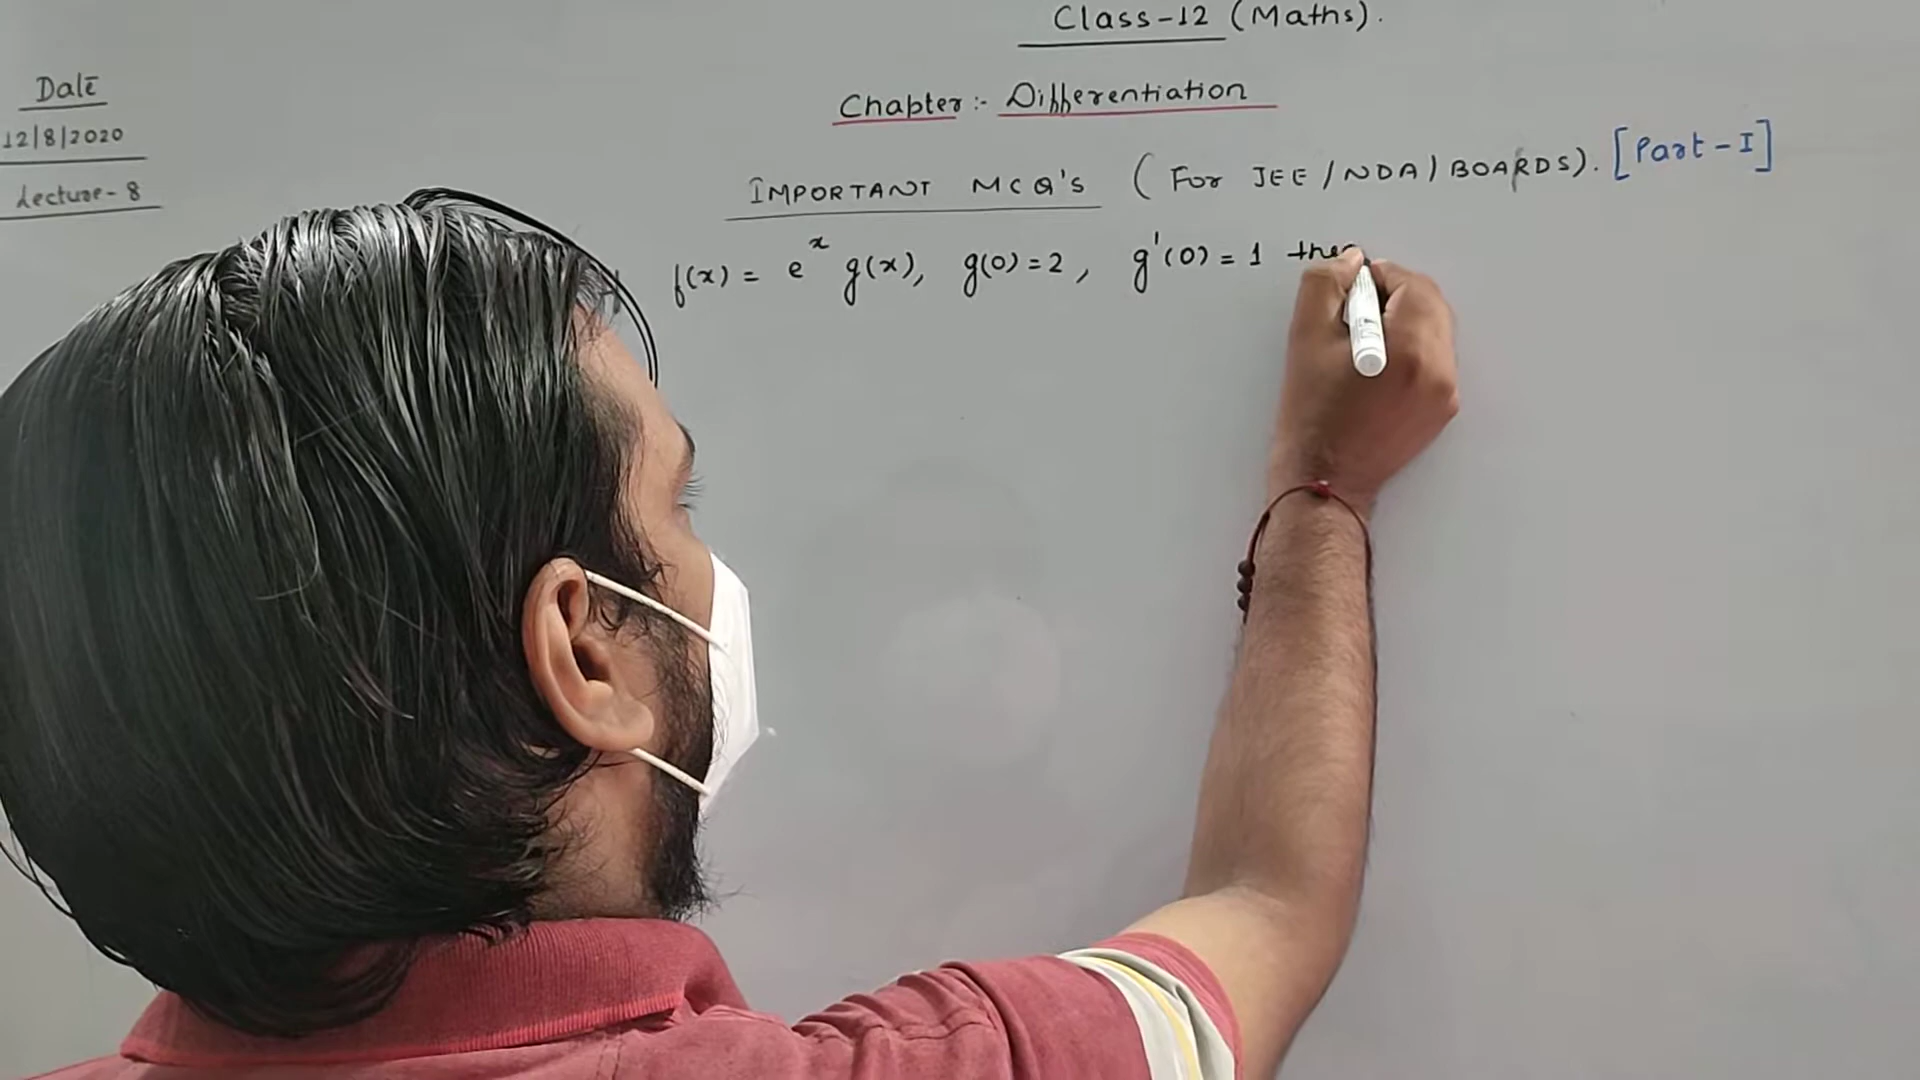 Class-12 (Maths).
Date
12/8/2020
Lecture-8
Chapter :- Differentiation
IMPORTANT MCQ'S (For JEE/NDA/BOARDS). [Part-I]
f(x) = e^x g(x), g(0)=2, g'(0)=1